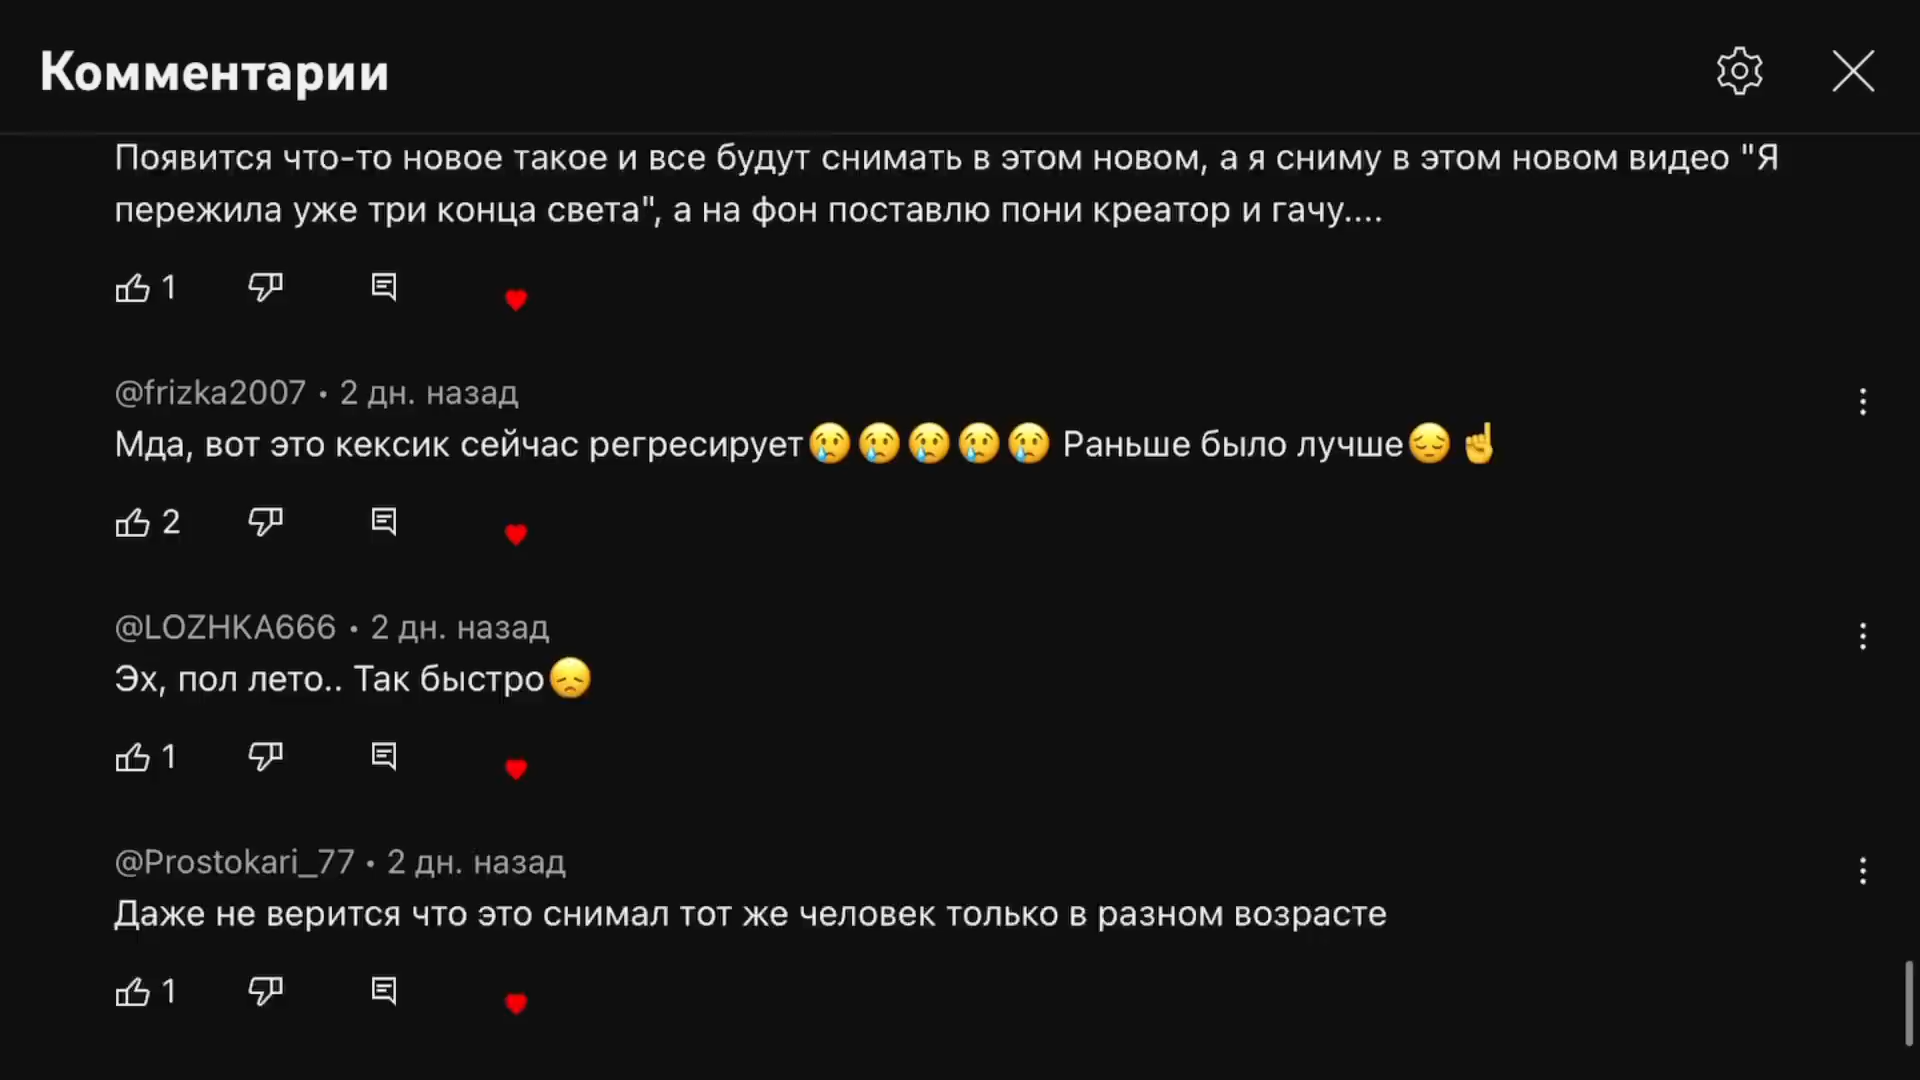 Комментарии
Появится что-то новое такое и все будут снимать в этом новом, а я сниму в этом новом видео "Я
пережила уже три конца света", а на фон поставлю пони креатор и гачу....
1
@frizka2007 • 2 дн. назад
Мда, вот это кексик сейчас регресирует😢😢😢😢😢 Раньше было лучше😔☝
2
@LOZHKA666 • 2 дн. назад
Эх, пол лето.. Так быстро😞
1
@Prostokari_77 • 2 дн. назад
Даже не верится что это снимал тот же человек только в разном возрасте
1